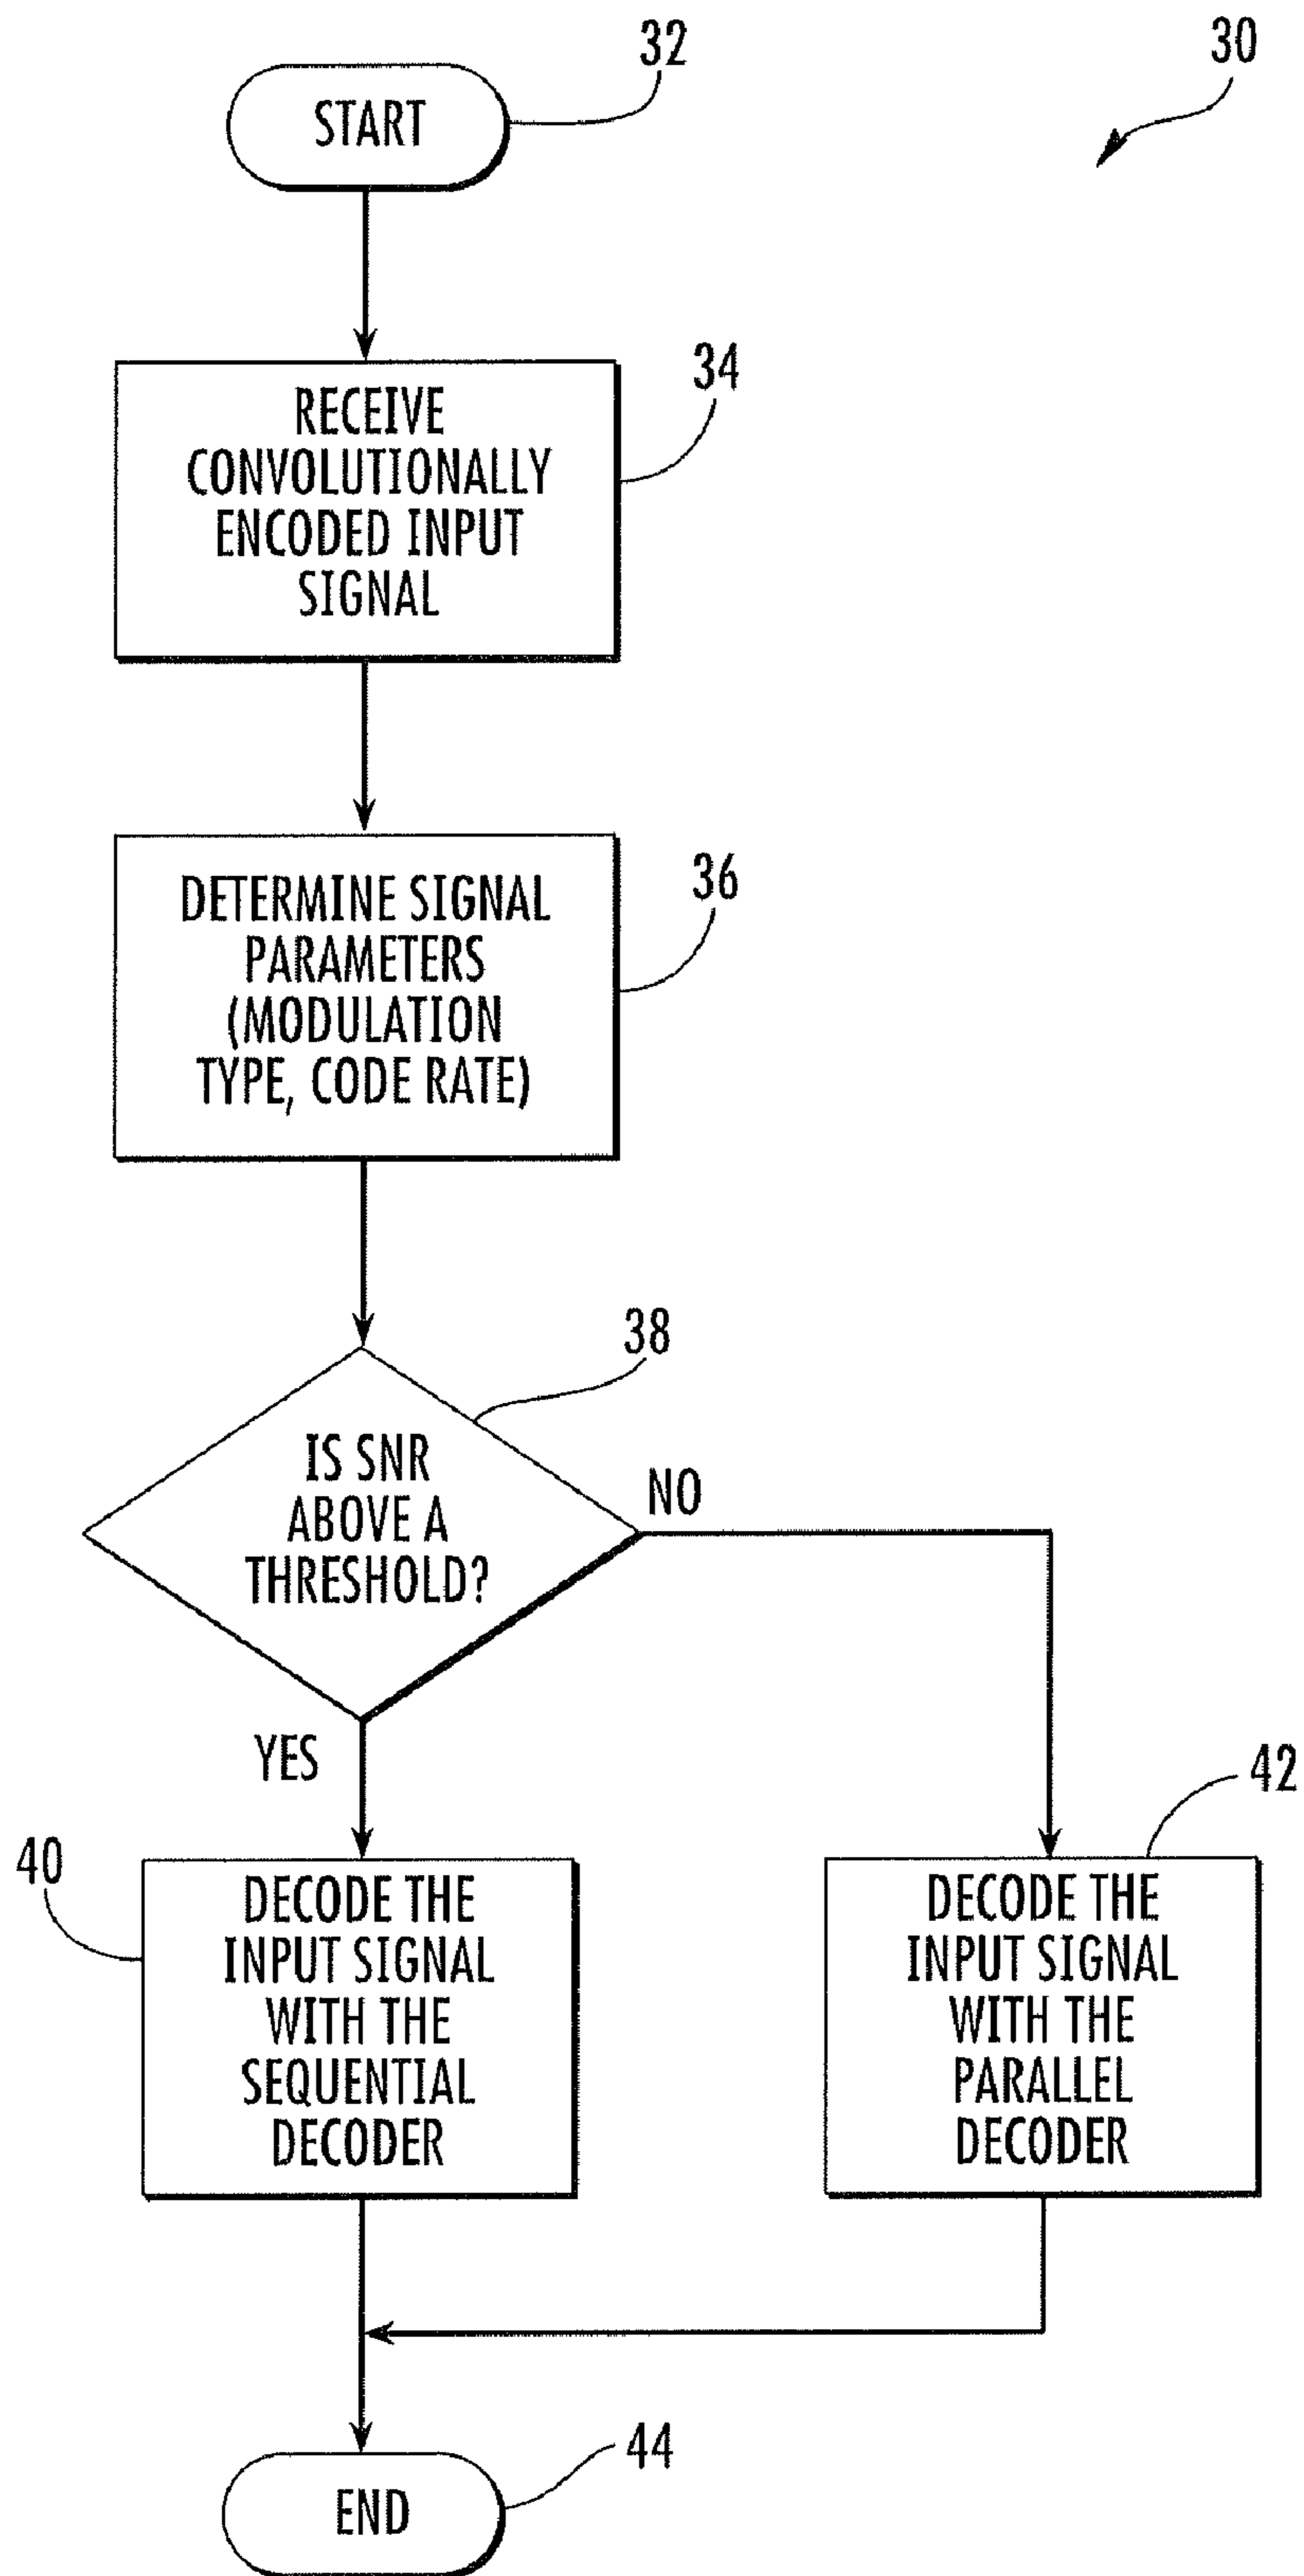 32
30
START
34
RECEIVE
CONVOLUTIONALLY
ENCODED INPUT
SIGNAL
36
DETERMINE SIGNAL
PARAMETERS
(MODULATION
TYPE, CODE RATE)
38
IS SNR
ABOVE A
THRESHOLD?
NO
YES
40
DECODE THE
INPUT SIGNAL
WITH THE
SEQUENTIAL
DECODER
42
DECODE THE
INPUT SIGNAL
WITH THE
PARALLEL
DECODER
44
END